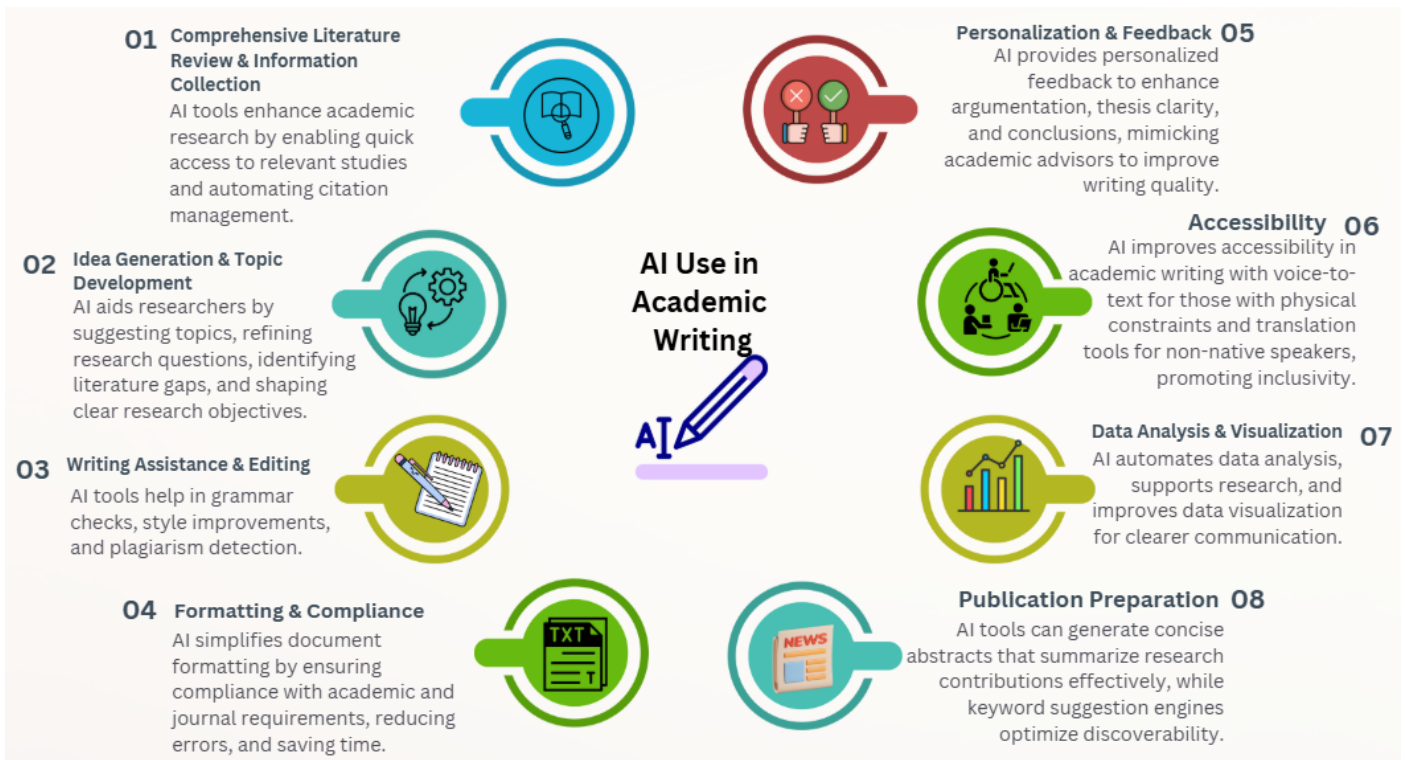 01
Comprehensive Literature
Review & Information
Collection
AI tools enhance academic
research by enabling quick
access to relevant studies
and automating citation
management.
02
Idea Generation & Topic
Development
AI aids researchers by
suggesting topics, refining
research questions, identifying
literature gaps, and shaping
clear research objectives.
03
Writing Assistance & Editing
AI tools help in grammar
checks, style improvements,
and plagiarism detection.
04
Formatting & Compliance
AI simplifies document
formatting by ensuring
compliance with academic and
journal requirements, reducing
errors, and saving time.
TXT
T
AI Use in
Academic
Writing
A
Personalization & Feedback 05
AI provides personalized
feedback to enhance
argumentation, thesis clarity,
and conclusions, mimicking
academic advisors to improve
writing quality.
Accessibility 06
AI improves accessibility in
academic writing with voice-to-
text for those with physical
constraints and translation
tools for non-native speakers,
promoting inclusivity.
Data Analysis & Visualization 07
AI automates data analysis,
supports research, and
improves data visualization
for clearer communication.
Publication Preparation 08
AI tools can generate concise
abstracts that summarize research
contributions effectively, while
keyword suggestion engines
optimize discoverability.
NEWS